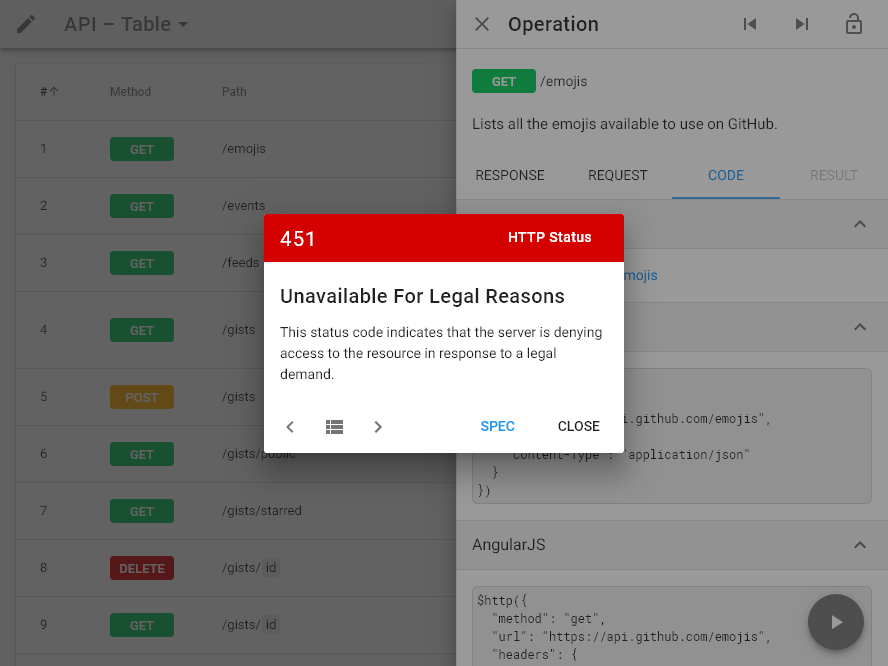 API – Table
Operation
# Method Path
GET /emojis
Lists all the emojis available to use on GitHub.
RESPONSE REQUEST CODE RESULT
1 GET /emojis
2 GET /events
3 GET /feeds
4 GET /gists
5 POST /gists
6 GET /gists/public
7 GET /gists/starred
8 DELETE /gists/ id
9 GET /gists/ id
451 HTTP Status
Unavailable For Legal Reasons
This status code indicates that the server is denying
access to the resource in response to a legal
demand.
SPEC CLOSE
mojis
i.github.com/emojis",
"Content-Type": "application/json"
}
})
AngularJS
$http({
"method": "get",
"url": "https://api.github.com/emojis",
"headers": {